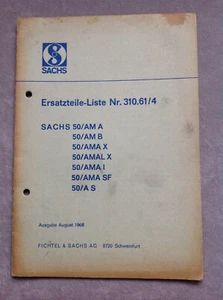 SACHS
Ersatzteile-Liste Nr. 310.61/4
SACHS 50/AM A
50/AM B
50/AMA X
50/AMAL X
50/AMA I
50/AMA SF
50/A S
Ausgabe August 1968
FICHTEL & SACHS AG 8720 Schweinfurt